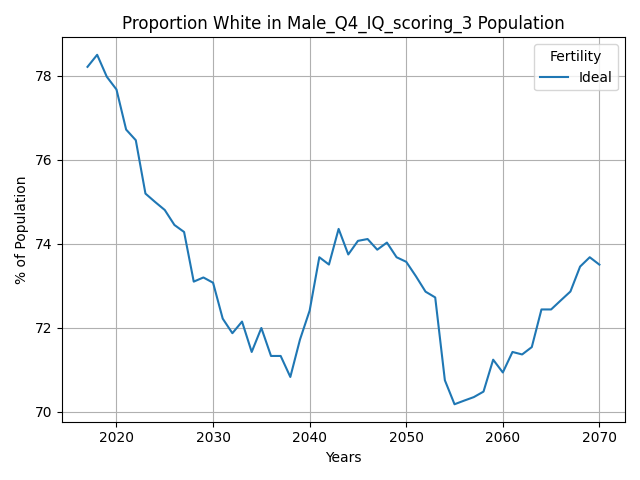 Proportion White in Male_Q4_IQ_scoring_3 Population
Fertility
Ideal
% of Population
78
76
74
72
70
2020 2030 2040 2050 2060 2070
Years